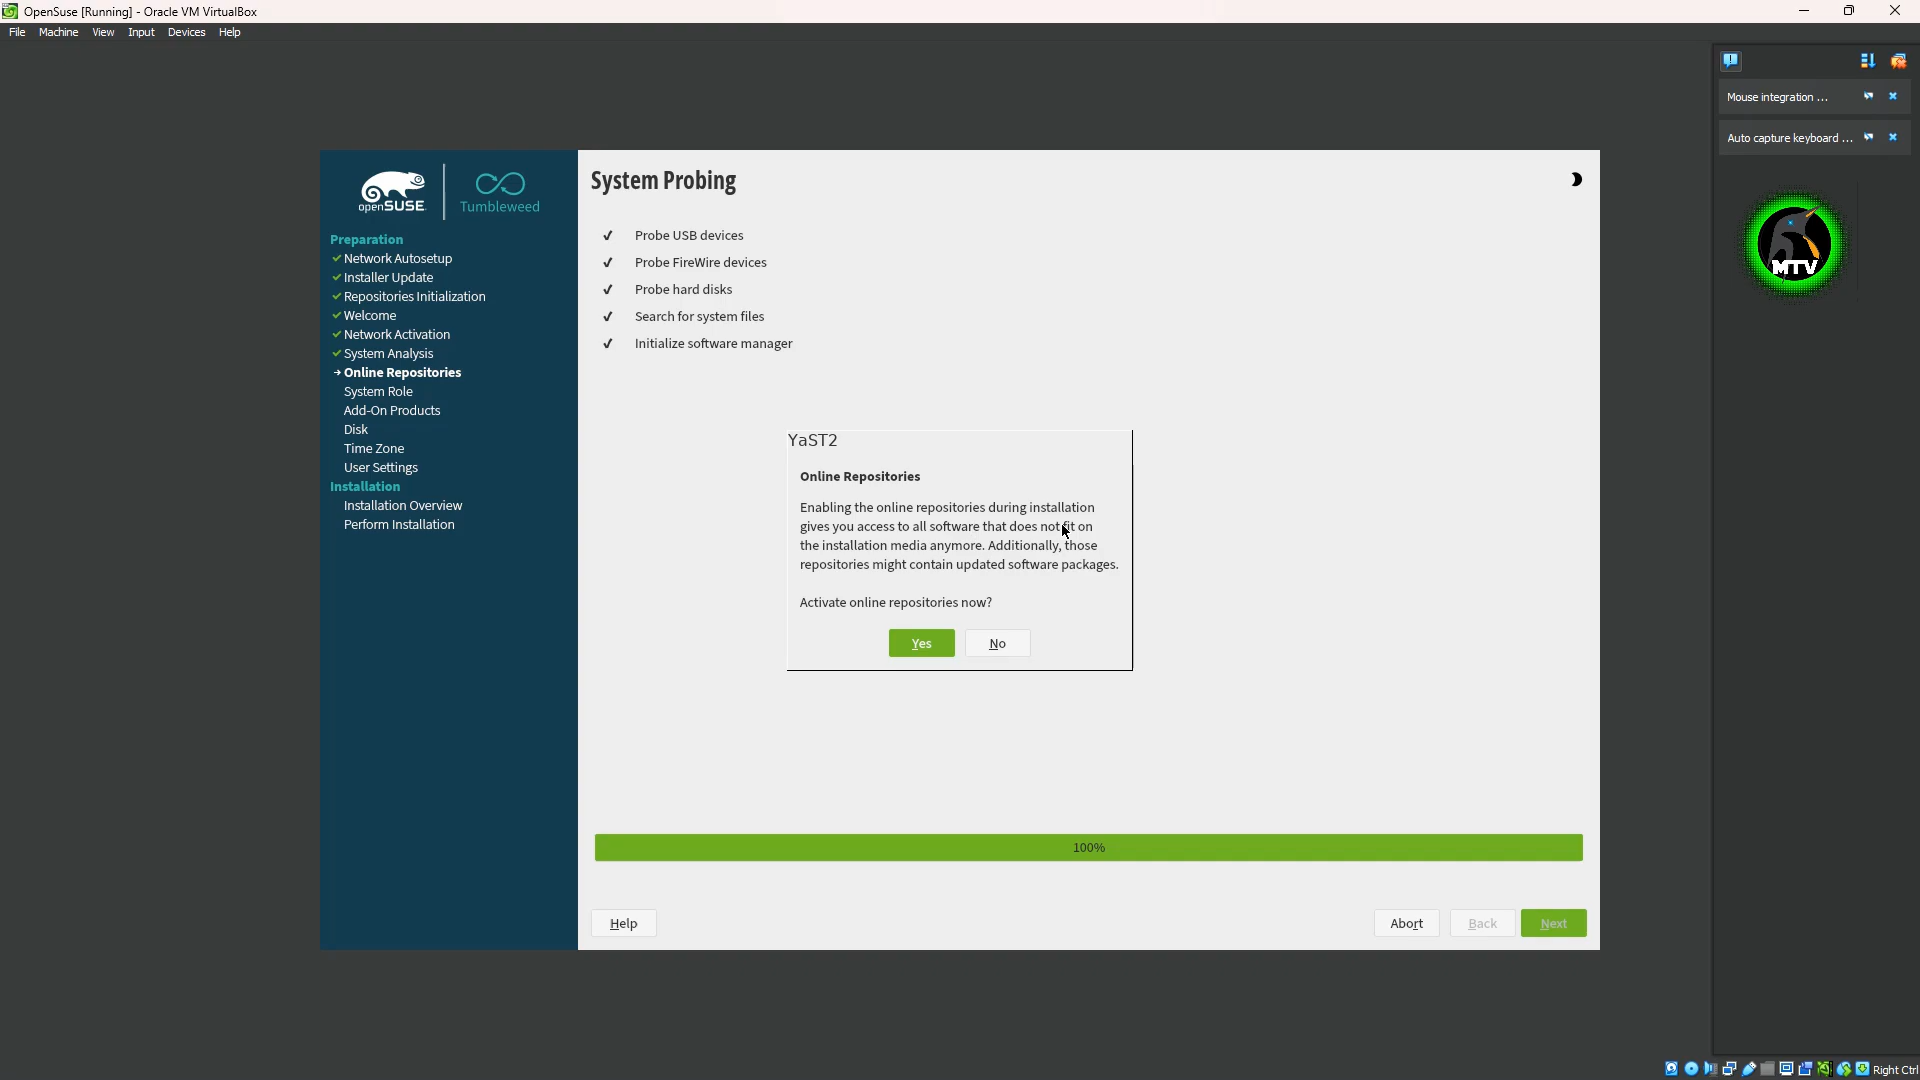 OpenSuse [Running] - Oracle VM VirtualBox
File Machine View Input Devices Help
Mouse integration ...
Auto capture keyboard ...
MTV
openSUSE Tumbleweed
Preparation
Network Autosetup
Installer Update
Repositories Initialization
Welcome
Network Activation
System Analysis
Online Repositories
System Role
Add-On Products
Disk
Time Zone
User Settings
Installation
Installation Overview
Perform Installation
System Probing
Probe USB devices
Probe FireWire devices
Probe hard disks
Search for system files
Initialize software manager
YaST2
Online Repositories
Enabling the online repositories during installation
gives you access to all software that does not fit on
the installation media anymore. Additionally, those
repositories might contain updated software packages.
Activate online repositories now?
Yes No
100%
Help Abort Back Next
Right Ctrl